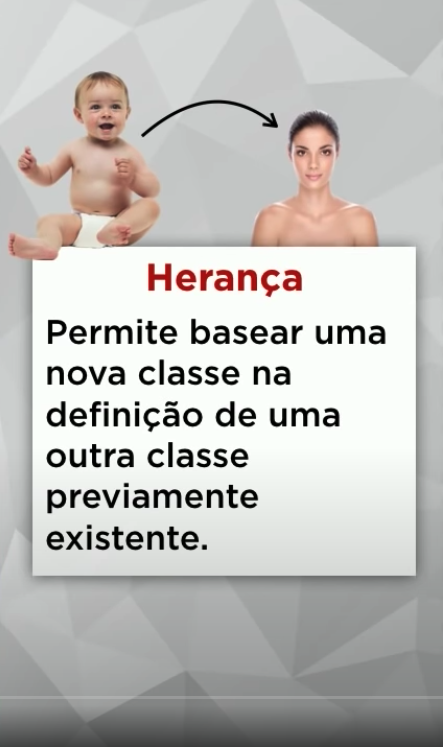 Herança
Permite basear uma
nova classe na
definição de uma
outra classe
previamente
existente.